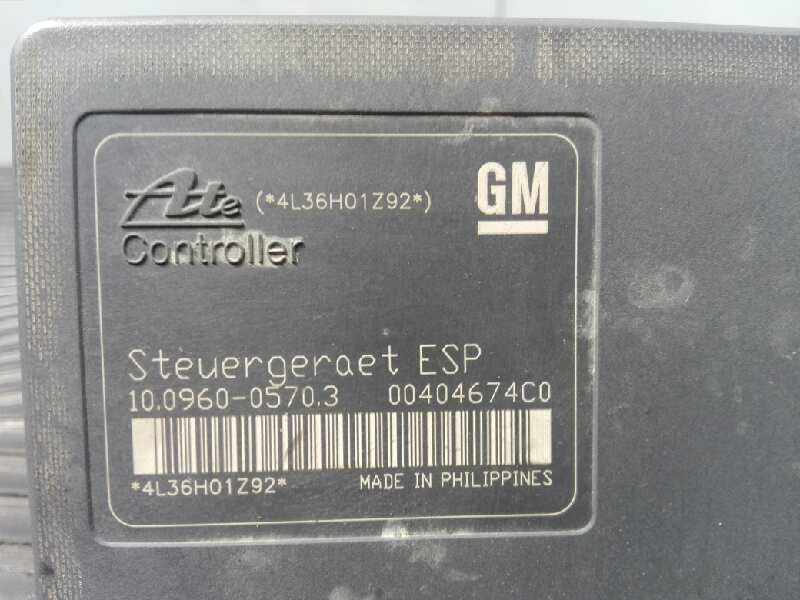 Ate (*4L36H01Z92*) GM
Controller
Steuergeraet ESP
10.0960-0570.3 00404674C0
*4L36H01Z92* MADE IN PHILIPPINES